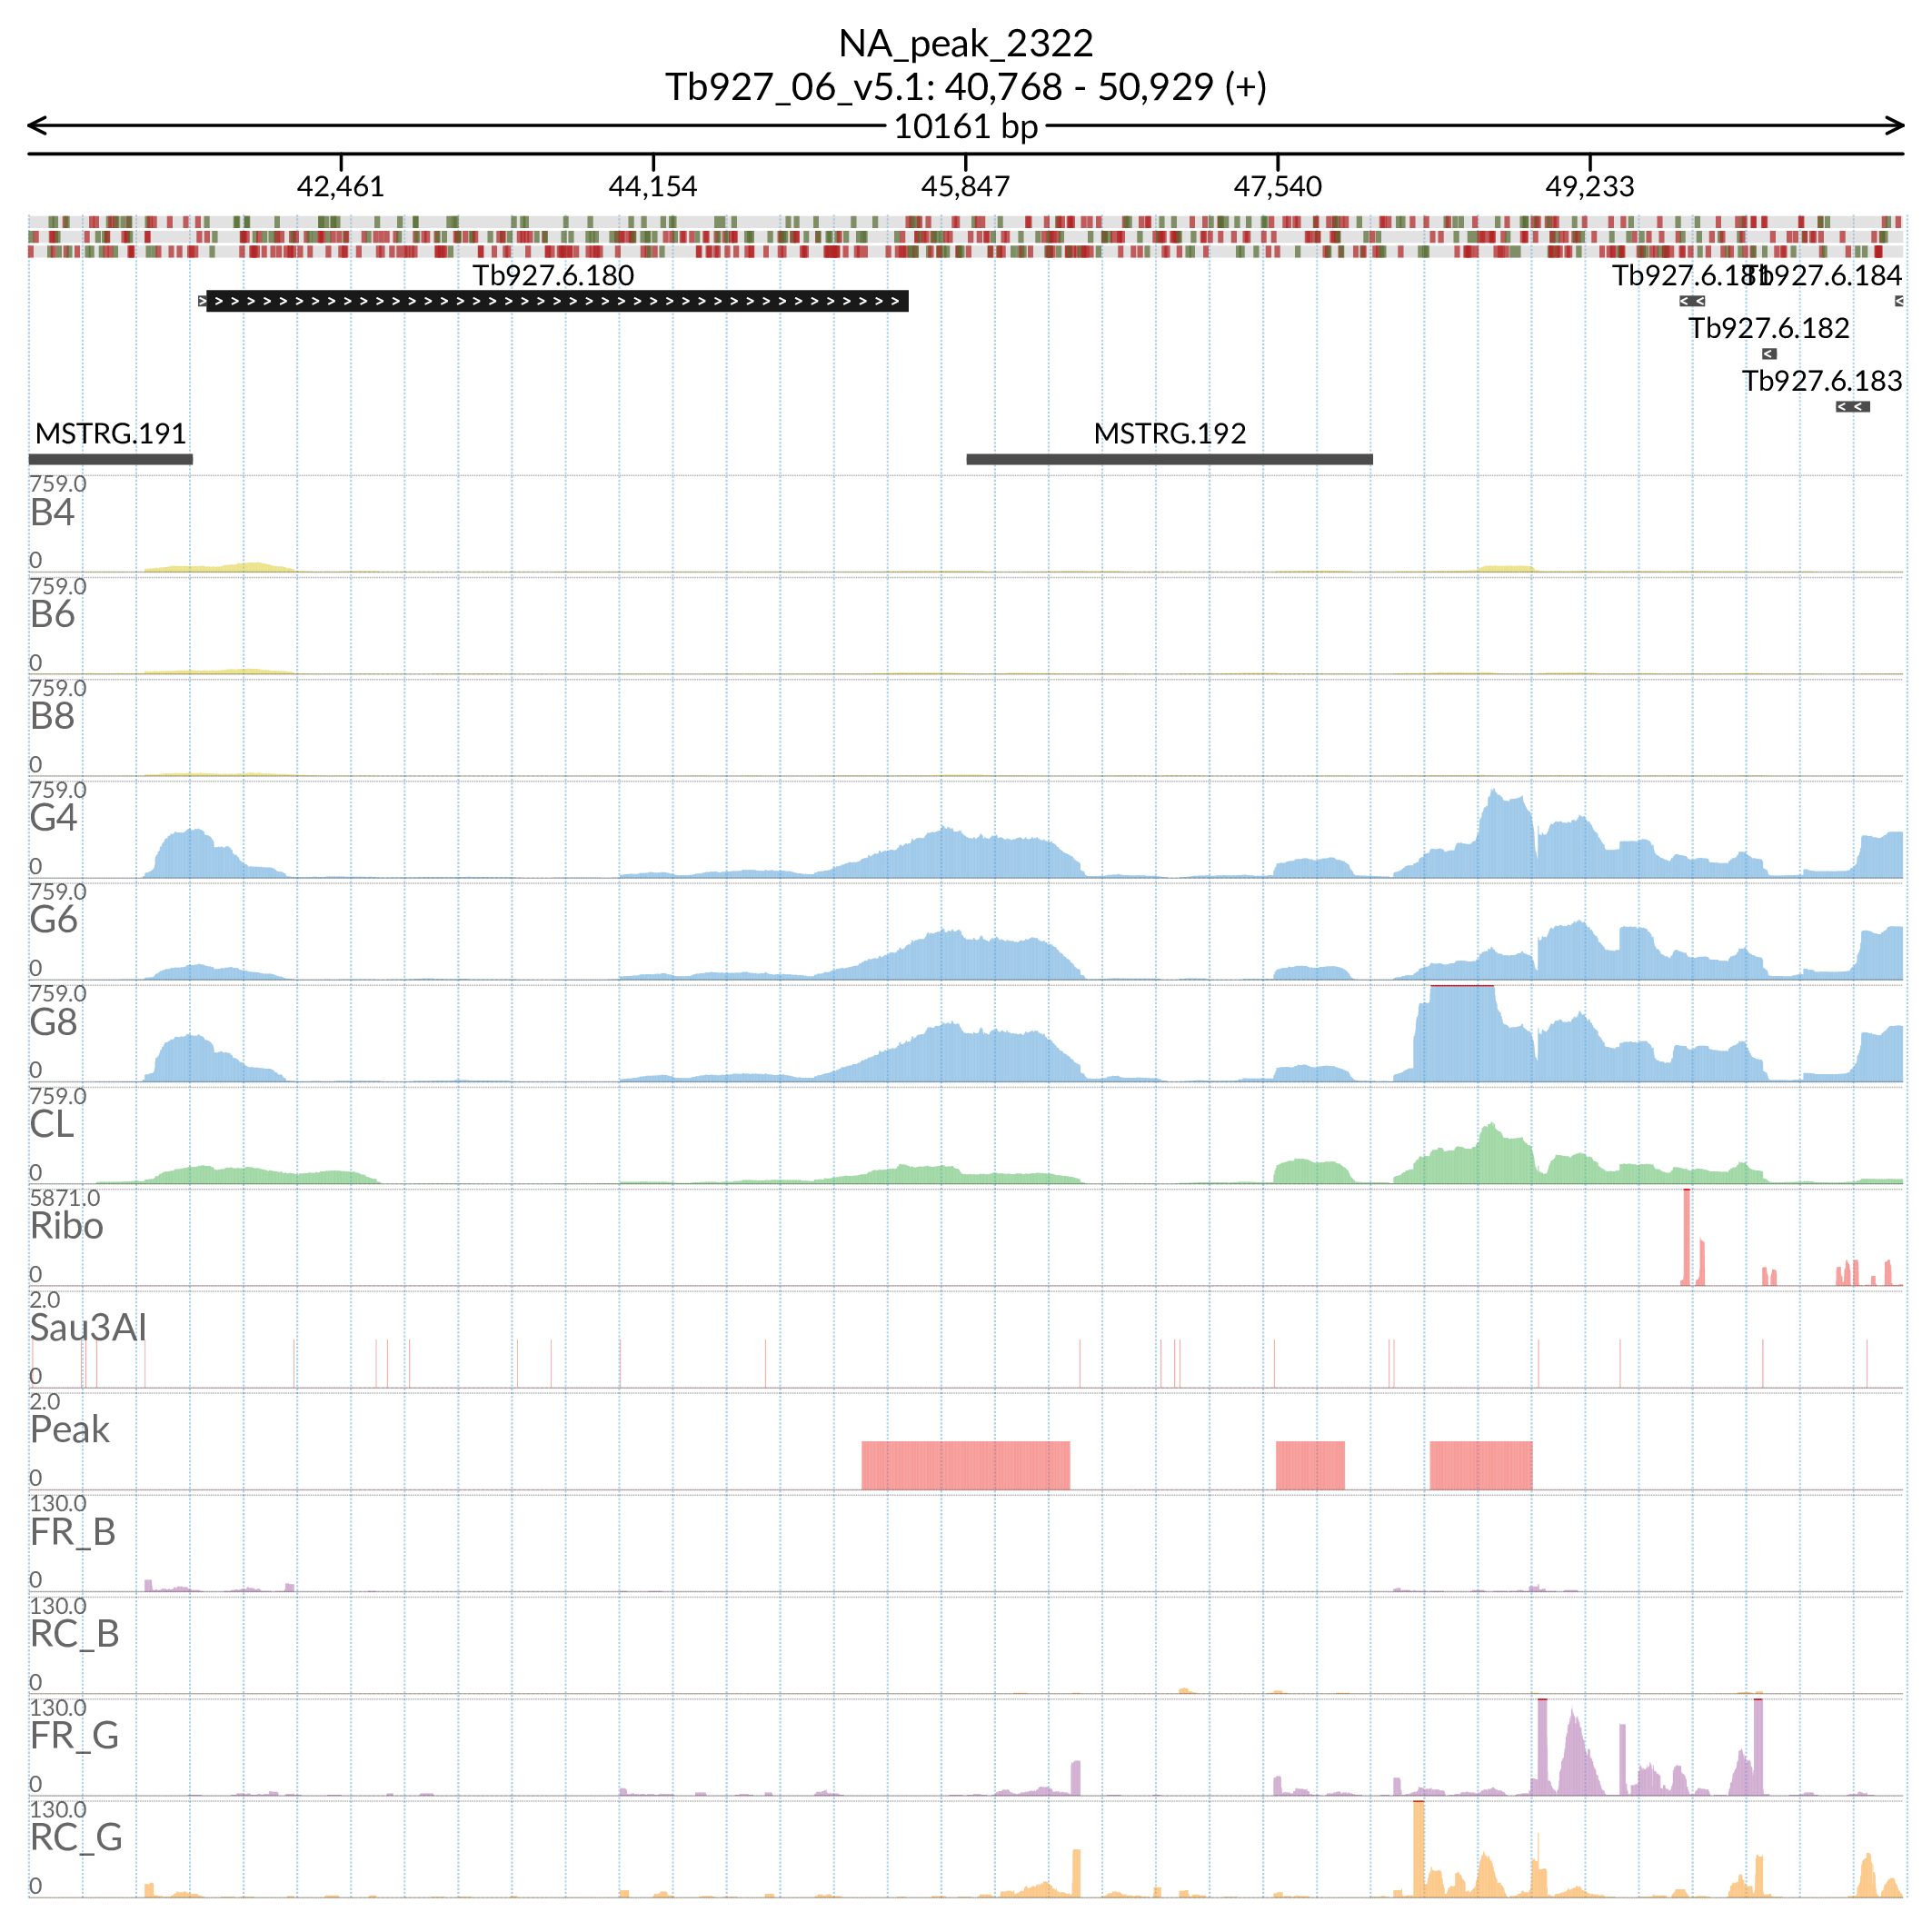 NA_peak_2322
Tb927_06_v5.1: 40,768 - 50,929 (+)
10161 bp
42,461 44,154 45,847 47,540 49,233
Tb927.6.180 Tb927.6.181 Tb927.6.184
Tb927.6.182
Tb927.6.183
MSTRG.191 MSTRG.192
759.0
B4
0
759.0
B6
0
759.0
B8
0
759.0
G4
0
759.0
G6
0
759.0
G8
0
759.0
CL
0
5871.0
Ribo
0
2.0
Sau3AI
0
2.0
Peak
0
130.0
FR_B
0
130.0
RC_B
0
130.0
FR_G
0
130.0
RC_G
0